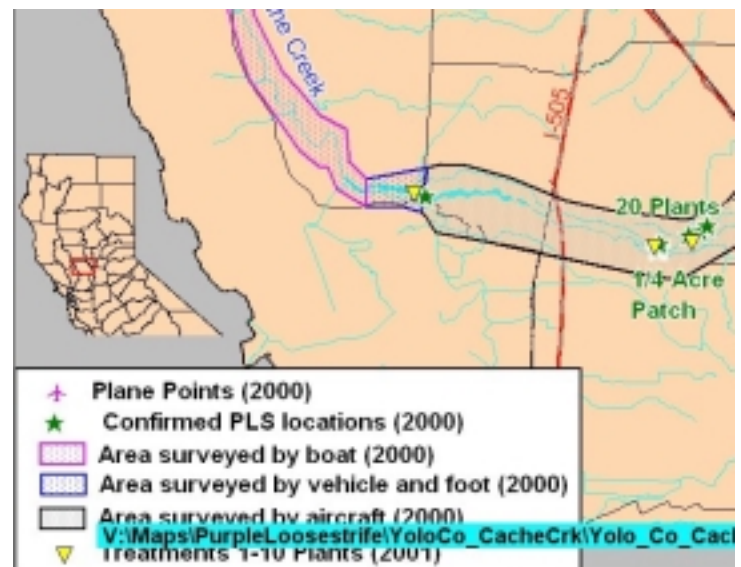 he Creek
I-505
20 Plants
1/4 Acre
Patch
Plane Points (2000)
Confirmed PLS locations (2000)
Area surveyed by boat (2000)
Area surveyed by vehicle and foot (2000)
Area surveyed by aircraft (2000)
V:\Maps\PurpleLoosestrife\YoloCo_CacheCrk\Yolo_Co_Cach
Treatments 1-10 Plants (2001)